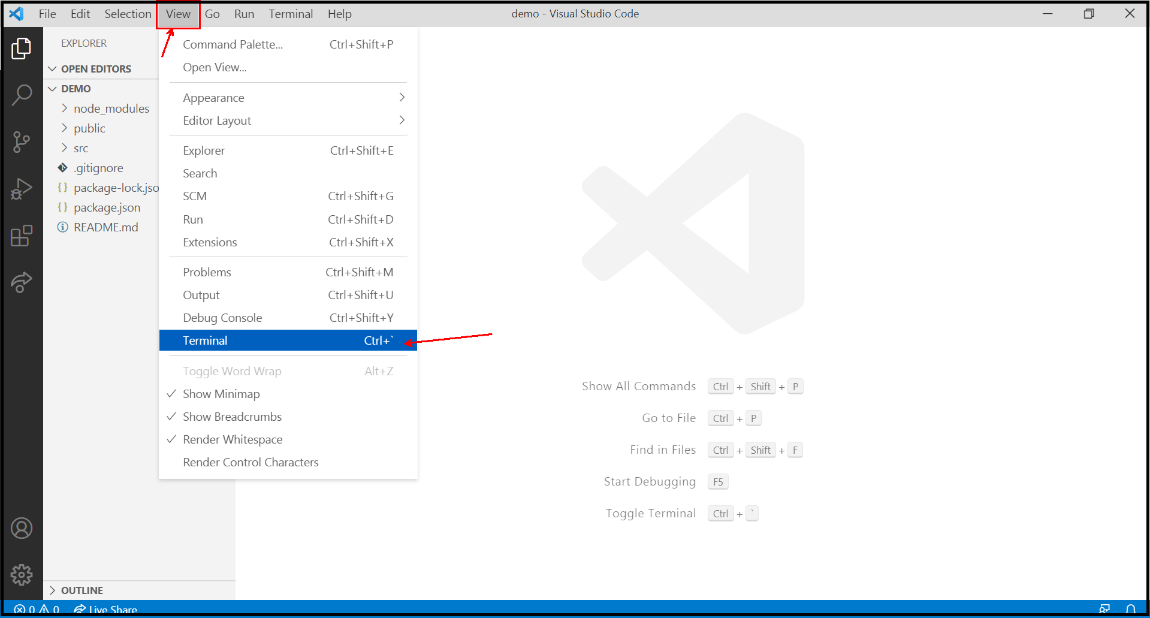 File Edit Selection View Go Run Terminal Help demo - Visual Studio Code
EXPLORER
OPEN EDITORS
DEMO
node_modules
public
src
.gitignore
package-lock.jso
package.json
README.md
OUTLINE
Command Palette... Ctrl+Shift+P
Open View...
Appearance
Editor Layout
Explorer Ctrl+Shift+E
Search
SCM Ctrl+Shift+G
Run Ctrl+Shift+D
Extensions Ctrl+Shift+X
Problems Ctrl+Shift+M
Output Ctrl+Shift+U
Debug Console Ctrl+Shift+Y
Terminal Ctrl+`
Toggle Word Wrap Alt+Z
Show Minimap
Show Breadcrumbs
Render Whitespace
Render Control Characters
Show All Commands Ctrl + Shift + P
Go to File Ctrl + P
Find in Files Ctrl + Shift + F
Start Debugging F5
Toggle Terminal Ctrl + `
0 0 Live Share